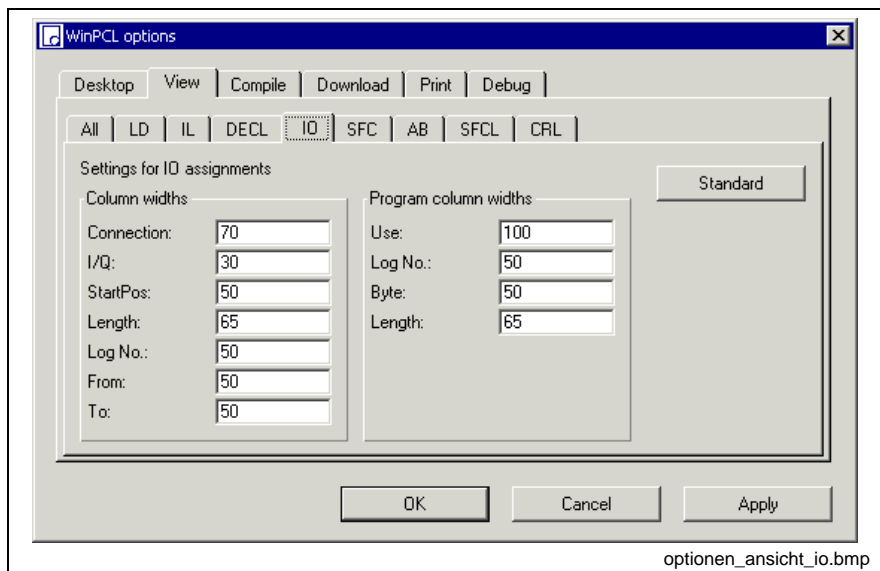 WinPCL options
Desktop View Compile Download Print Debug
All LD IL DECL IO SFC AB SFCL CRL
Settings for IO assignments
Standard
Column widths
Connection: 70
I/Q: 30
StartPos: 50
Length: 65
Log No.: 50
From: 50
To: 50
Program column widths
Use: 100
Log No.: 50
Byte: 50
Length: 65
OK Cancel Apply
optionen_ansicht_io.bmp